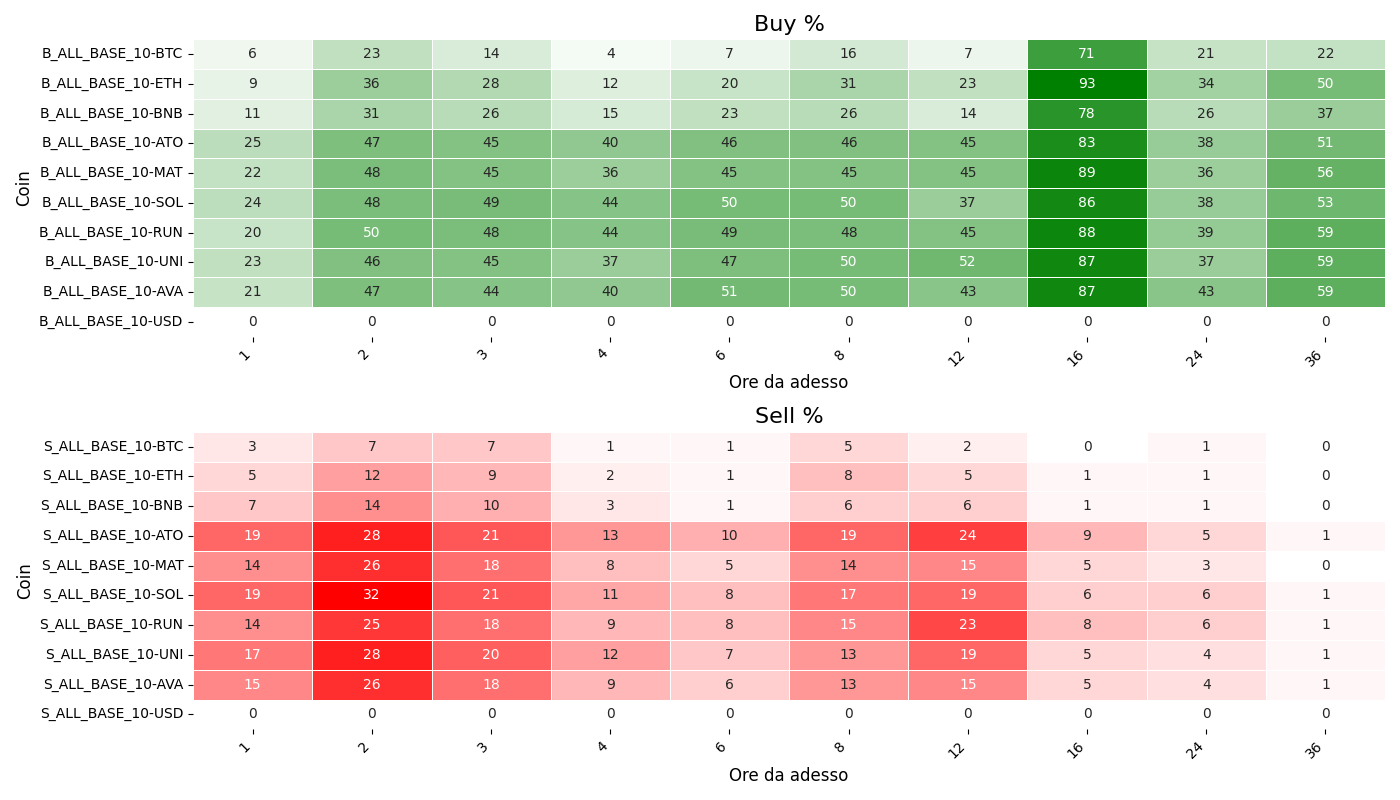 Buy %
Coin
B_ALL_BASE_10-BTC 6 23 14 4 7 16 7 71 21 22
B_ALL_BASE_10-ETH 9 36 28 12 20 31 23 93 34 50
B_ALL_BASE_10-BNB 11 31 26 15 23 26 14 78 26 37
B_ALL_BASE_10-ATO 25 47 45 40 46 46 45 83 38 51
B_ALL_BASE_10-MAT 22 48 45 36 45 45 45 89 36 56
B_ALL_BASE_10-SOL 24 48 49 44 50 50 37 86 38 53
B_ALL_BASE_10-RUN 20 50 48 44 49 48 45 88 39 59
B_ALL_BASE_10-UNI 23 46 45 37 47 50 52 87 37 59
B_ALL_BASE_10-AVA 21 47 44 40 51 50 43 87 43 59
B_ALL_BASE_10-USD 0 0 0 0 0 0 0 0 0 0
1 2 3 4 6 8 12 16 24 36
Ore da adesso
Sell %
Coin
S_ALL_BASE_10-BTC 3 7 7 1 1 5 2 0 1 0
S_ALL_BASE_10-ETH 5 12 9 2 1 8 5 1 1 0
S_ALL_BASE_10-BNB 7 14 10 3 1 6 6 1 1 0
S_ALL_BASE_10-ATO 19 28 21 13 10 19 24 9 5 1
S_ALL_BASE_10-MAT 14 26 18 8 5 14 15 5 3 0
S_ALL_BASE_10-SOL 19 32 21 11 8 17 19 6 6 1
S_ALL_BASE_10-RUN 14 25 18 9 8 15 23 8 6 1
S_ALL_BASE_10-UNI 17 28 20 12 7 13 19 5 4 1
S_ALL_BASE_10-AVA 15 26 18 9 6 13 15 5 4 1
S_ALL_BASE_10-USD 0 0 0 0 0 0 0 0 0 0
1 2 3 4 6 8 12 16 24 36
Ore da adesso